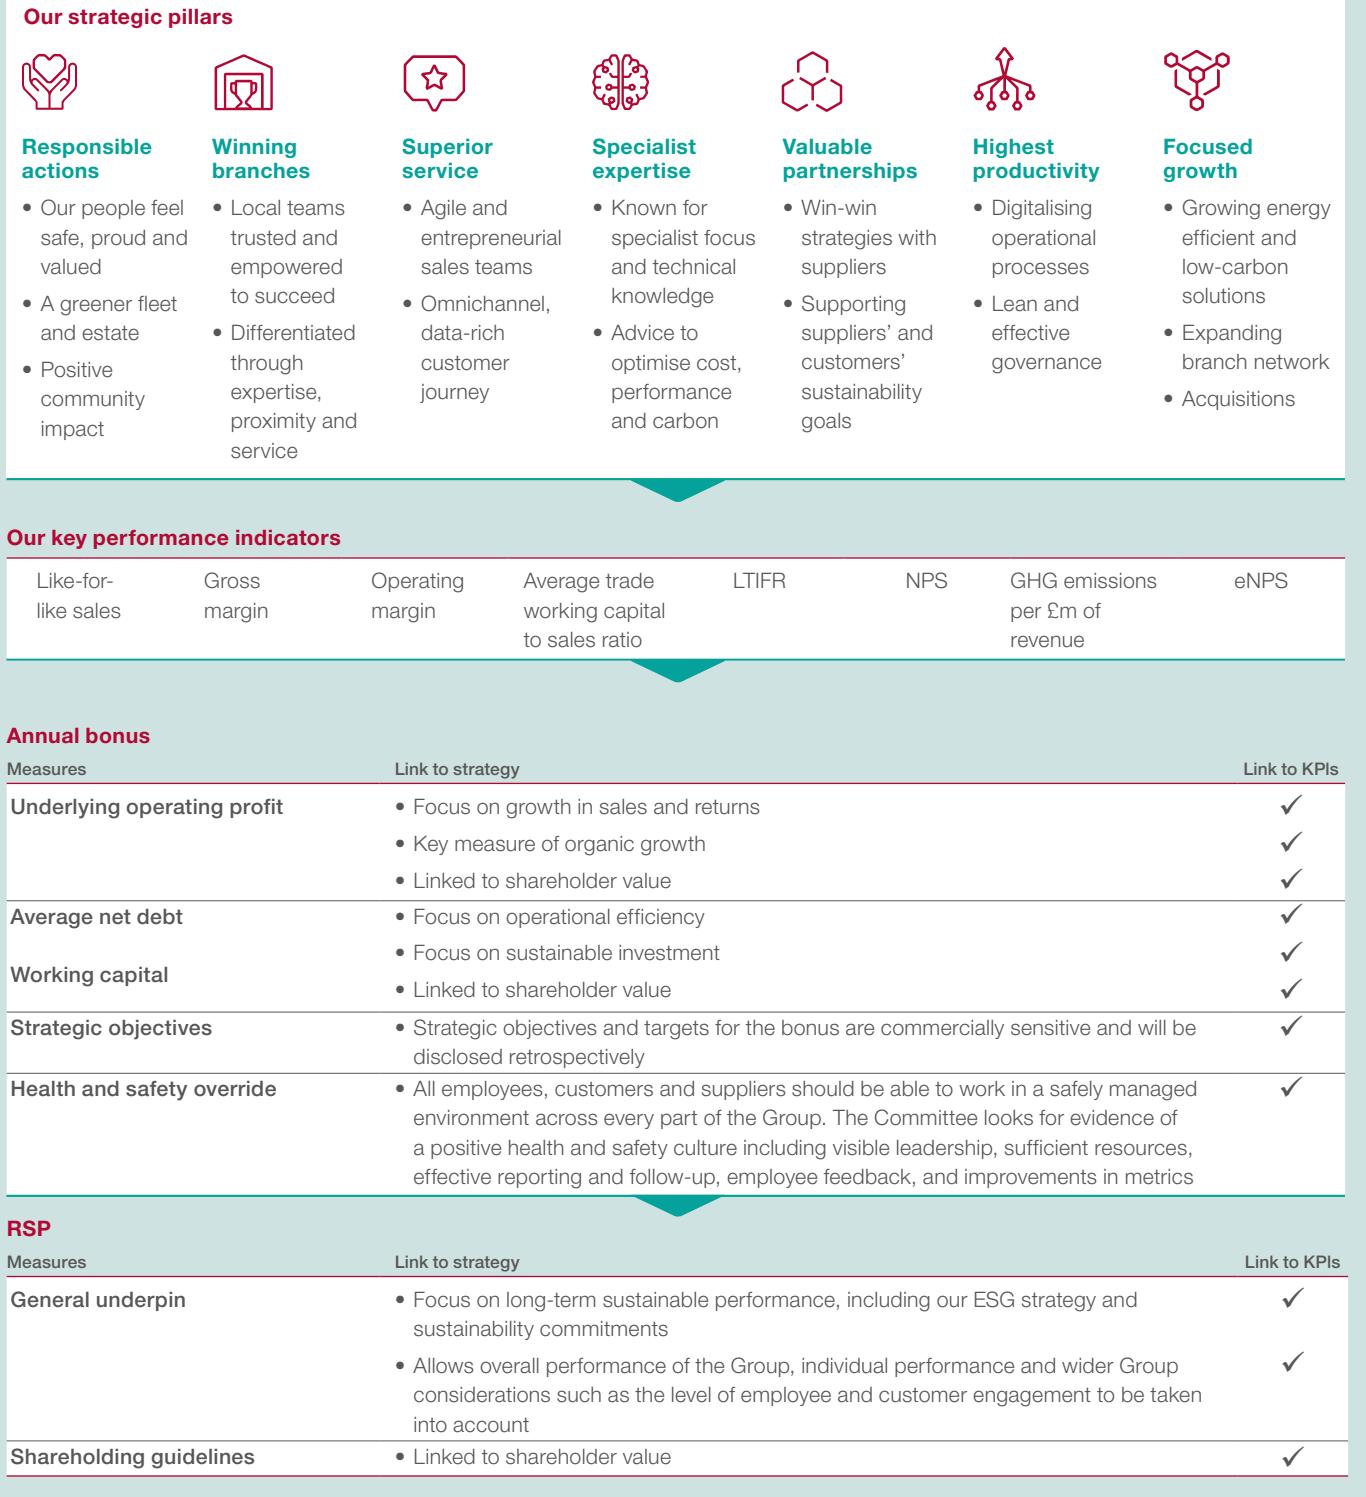 Our strategic pillars
Responsible
actions
• Our people feel
safe, proud and
valued
• A greener fleet
and estate
• Positive
community
impact
Winning
branches
• Local teams
trusted and
empowered
to succeed
• Differentiated
through
expertise,
proximity and
service
Superior
service
• Agile and
entrepreneurial
sales teams
• Omnichannel,
data-rich
customer
journey
Specialist
expertise
• Known for
specialist focus
and technical
knowledge
• Advice to
optimise cost,
performance
and carbon
Valuable
partnerships
• Win-win
strategies with
suppliers
• Supporting
suppliers’ and
customers’
sustainability
goals
Highest
productivity
• Digitalising
operational
processes
• Lean and
effective
governance
Focused
growth
• Growing energy
efficient and
low-carbon
solutions
• Expanding
branch network
• Acquisitions
Our key performance indicators
Like-for-
like sales
Gross
margin
Operating
margin
Average trade
working capital
to sales ratio
LTIFR
NPS
GHG emissions
per £m of
revenue
eNPS
Annual bonus
Measures Link to strategy Link to KPIs
Underlying operating profit • Focus on growth in sales and returns ✓
• Key measure of organic growth ✓
• Linked to shareholder value ✓
Average net debt • Focus on operational efficiency ✓
• Focus on sustainable investment ✓
Working capital
• Linked to shareholder value ✓
Strategic objectives • Strategic objectives and targets for the bonus are commercially sensitive and will be ✓
disclosed retrospectively
Health and safety override • All employees, customers and suppliers should be able to work in a safely managed ✓
environment across every part of the Group. The Committee looks for evidence of
a positive health and safety culture including visible leadership, sufficient resources,
effective reporting and follow-up, employee feedback, and improvements in metrics
RSP
Measures Link to strategy Link to KPIs
General underpin • Focus on long-term sustainable performance, including our ESG strategy and ✓
sustainability commitments
• Allows overall performance of the Group, individual performance and wider Group ✓
considerations such as the level of employee and customer engagement to be taken
into account
Shareholding guidelines • Linked to shareholder value ✓